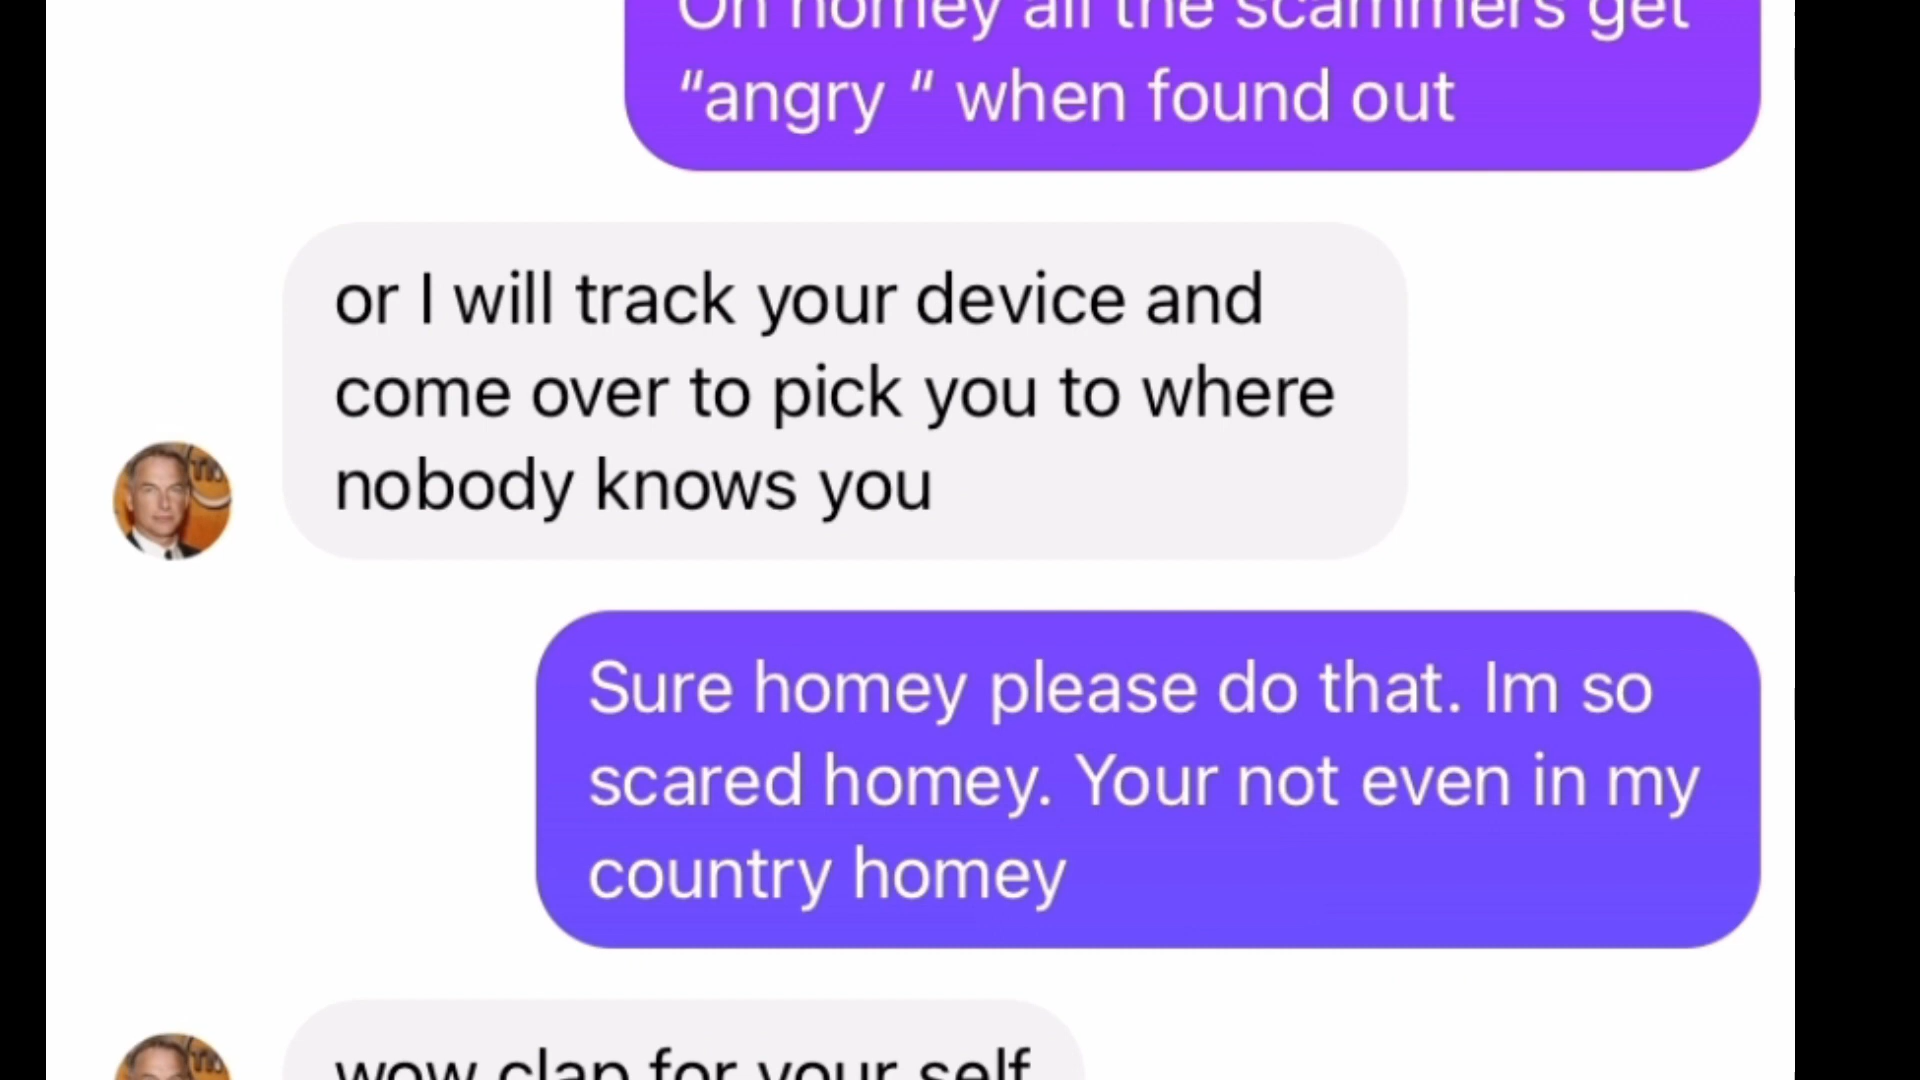 Oh homey all the scammers get
“angry “ when found out
or I will track your device and
come over to pick you to where
nobody knows you
Sure homey please do that. Im so
scared homey. Your not even in my
country homey
wow clap for your self